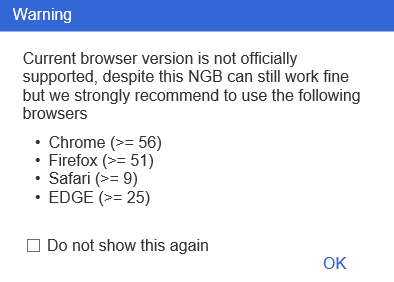 Warning
Current browser version is not officially
supported, despite this NGB can still work fine
but we strongly recommend to use the following
browsers
• Chrome (>= 56)
• Firefox (>= 51)
• Safari (>= 9)
• EDGE (>= 25)
Do not show this again
OK